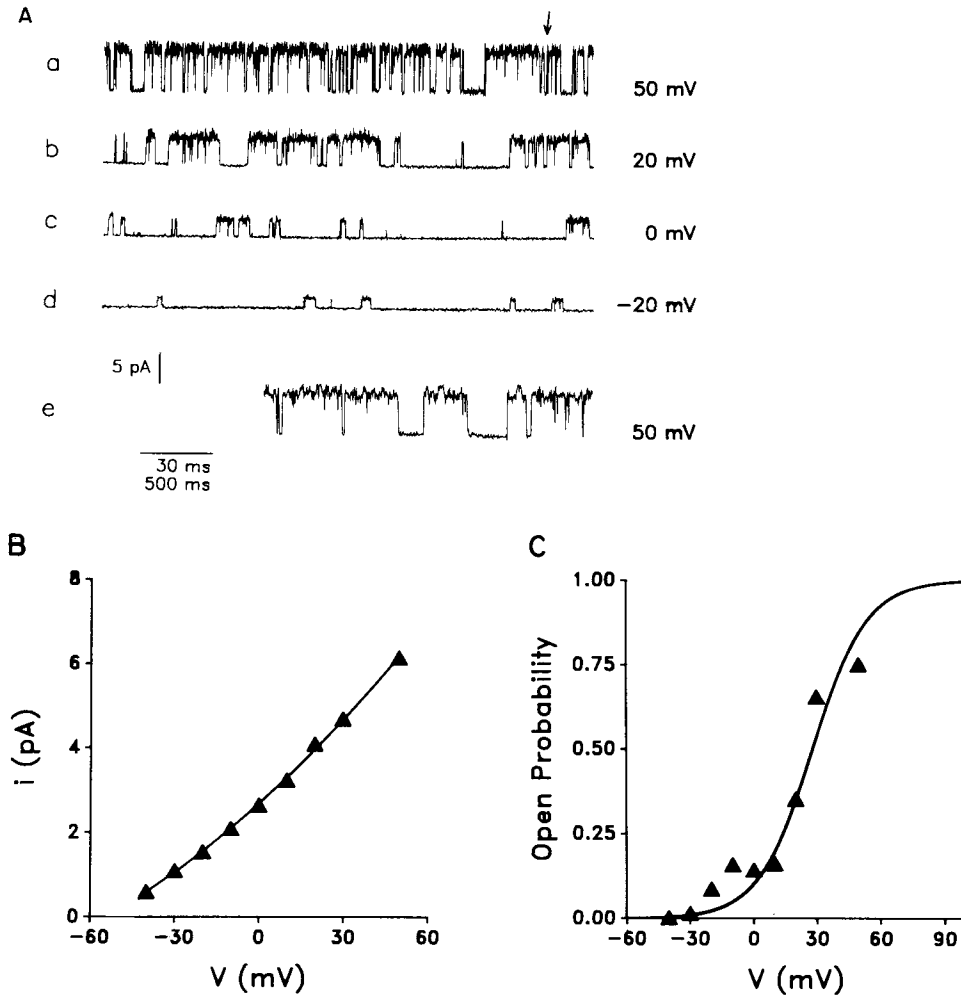 A
a
50 mV
b
20 mV
c
0 mV
d
−20 mV
5 pA
e
50 mV
30 ms
500 ms
B
8
6
4
2
0
i (pA)
−60
−30
0
30
60
V (mV)
C
1.00
0.75
0.50
0.25
0.00
Open Probability
−60
−30
0
30
60
90
V (mV)